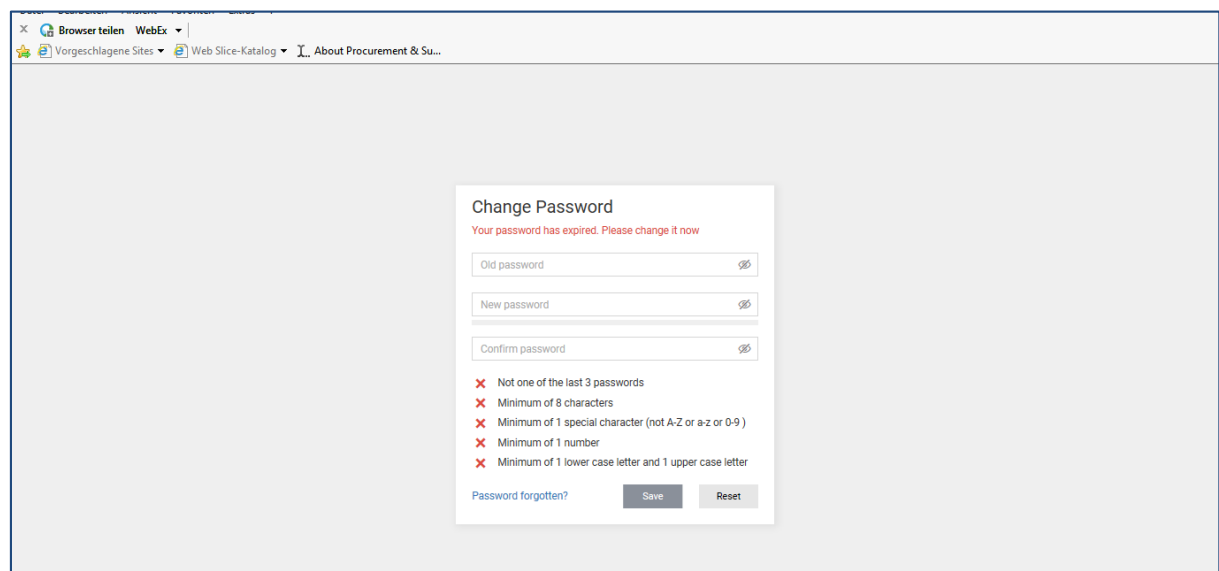 Browser teilen WebEx
Vorgeschlagene Sites Web Slice-Katalog About Procurement & Su...
Change Password
Your password has expired. Please change it now
Old password
New password
Confirm password
Not one of the last 3 passwords
Minimum of 8 characters
Minimum of 1 special character (not A-Z or a-z or 0-9 )
Minimum of 1 number
Minimum of 1 lower case letter and 1 upper case letter
Password forgotten? Save Reset